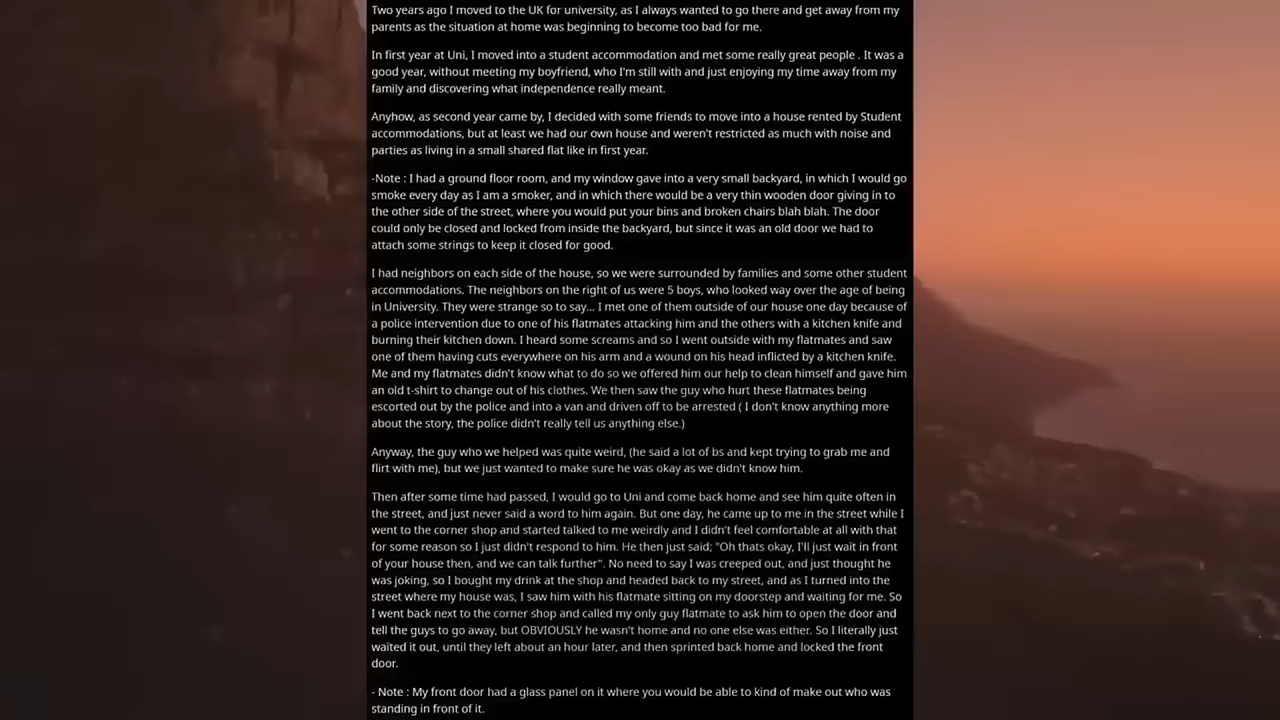 Two years ago I moved to the UK for university, as I always wanted to go there and get away from my
parents as the situation at home was beginning to become too bad for me.
In first year at Uni, I moved into a student accommodation and met some really great people . It was a
good year, without meeting my boyfriend, who I'm still with and just enjoying my time away from my
family and discovering what independence really meant.
Anyhow, as second year came by, I decided with some friends to move into a house rented by Student
accommodations, but at least we had our own house and weren't restricted as much with noise and
parties as living in a small shared flat like in first year.
-Note : I had a ground floor room, and my window gave into a very small backyard, in which I would go
smoke every day as I am a smoker, and in which there would be a very thin wooden door giving in to
the other side of the street, where you would put your bins and broken chairs blah blah. The door
could only be closed and locked from inside the backyard, but since it was an old door we had to
attach some strings to keep it closed for good.
I had neighbors on each side of the house, so we were surrounded by families and some other student
accommodations. The neighbors on the right of us were 5 boys, who looked way over the age of being
in University. They were strange so to say... I met one of them outside of our house one day because of
a police intervention due to one of his flatmates attacking him and the others with a kitchen knife and
burning their kitchen down. I heard some screams and so I went outside with my flatmates and saw
one of them having cuts everywhere on his arm and a wound on his head inflicted by a kitchen knife.
Me and my flatmates didn't know what to do so we offered him our help to clean himself and gave him
an old t-shirt to change out of his clothes. We then saw the guy who hurt these flatmates being
escorted out by the police and into a van and driven off to be arrested ( I don't know anything more
about the story, the police didn't really tell us anything else.)
Anyway, the guy who we helped was quite weird, (he said a lot of bs and kept trying to grab me and
flirt with me), but we just wanted to make sure he was okay as we didn't know him.
Then after some time had passed, I would go to Uni and come back home and see him quite often in
the street, and just never said a word to him again. But one day, he came up to me in the street while I
went to the corner shop and started talked to me weirdly and I didn't feel comfortable at all with that
for some reason so I just didn't respond to him. He then just said; "Oh thats okay, I'll just wait in front
of your house then, and we can talk further". No need to say I was creeped out, and just thought he
was joking, so I bought my drink at the shop and headed back to my street, and as I turned into the
street where my house was, I saw him with his flatmate sitting on my doorstep and waiting for me. So
I went back next to the corner shop and called my only guy flatmate to ask him to open the door and
tell the guys to go away, but OBVIOUSLY he wasn't home and no one else was either. So I literally just
waited it out, until they left about an hour later, and then sprinted back home and locked the front
door.
- Note : My front door had a glass panel on it where you would be able to kind of make out who was
standing in front of it.